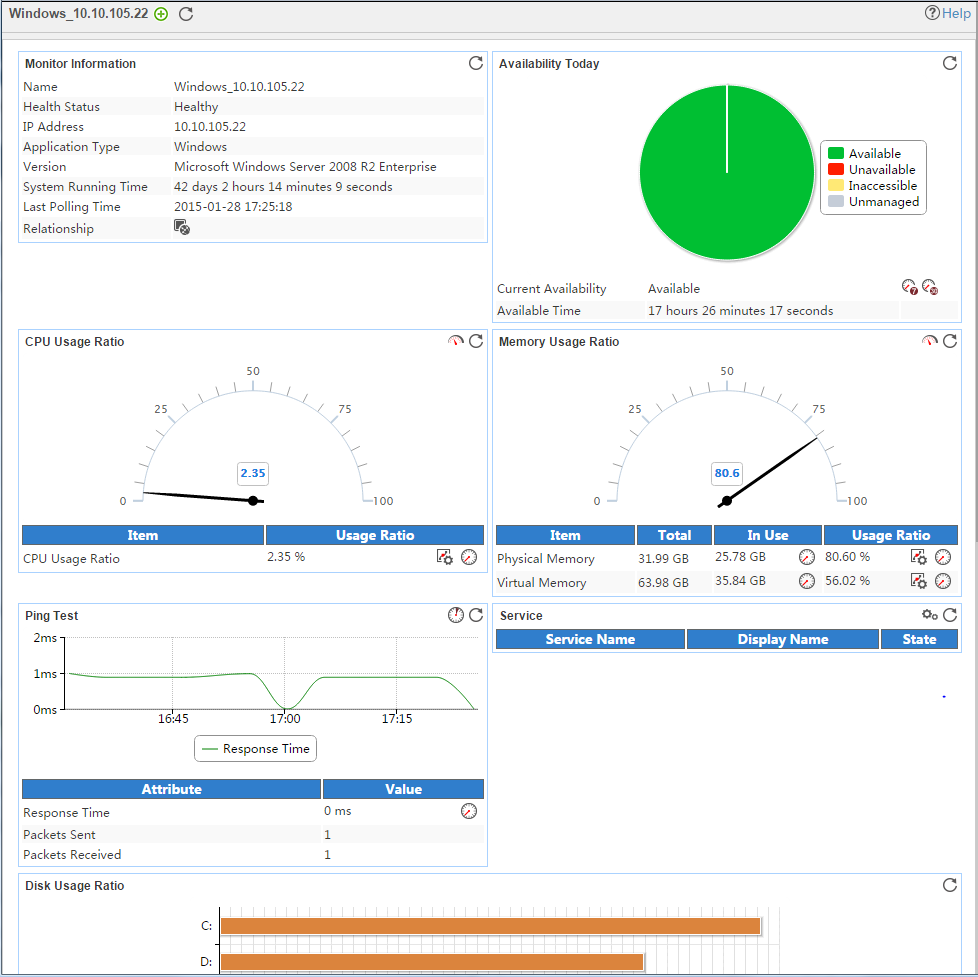 Windows_10.10.105.22
Help
Monitor Information
Name Windows_10.10.105.22
Health Status Healthy
IP Address 10.10.105.22
Application Type Windows
Version Microsoft Windows Server 2008 R2 Enterprise
System Running Time 42 days 2 hours 14 minutes 9 seconds
Last Polling Time 2015-01-28 17:25:18
Relationship
Availability Today
Available
Unavailable
Inaccessible
Unmanaged
Current Availability Available
7 30
Available Time 17 hours 26 minutes 17 seconds
CPU Usage Ratio
50
25 75
2.35
0 100
Item Usage Ratio
CPU Usage Ratio 2.35 %
Memory Usage Ratio
50
25 75
80.6
0 100
Item Total In Use Usage Ratio
Physical Memory 31.99 GB 25.78 GB 80.60 %
Virtual Memory 63.98 GB 35.84 GB 56.02 %
Ping Test
2ms
1ms
0ms
16:45 17:00 17:15
Response Time
Attribute Value
Response Time 0 ms
Packets Sent 1
Packets Received 1
Service
Service Name Display Name State
Disk Usage Ratio
C:
D: